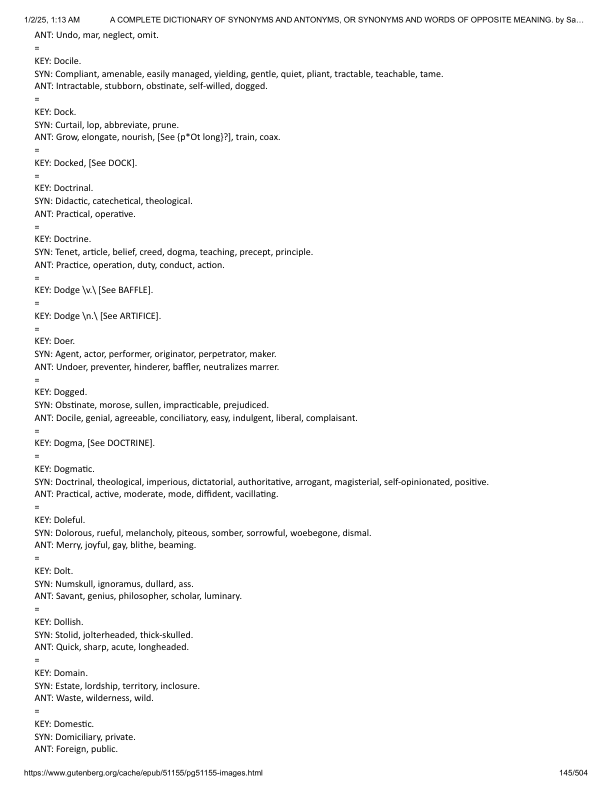 1/2/25, 1:13 AM A COMPLETE DICTIONARY OF SYNONYMS AND ANTONYMS, OR SYNONYMS AND WORDS OF OPPOSITE MEANING. by Sa…
ANT: Undo, mar, neglect, omit.
=
KEY: Docile.
SYN: Compliant, amenable, easily managed, yielding, gentle, quiet, pliant, tractable, teachable, tame.
ANT: Intractable, stubborn, obstinate, self-willed, dogged.
=
KEY: Dock.
SYN: Curtail, lop, abbreviate, prune.
ANT: Grow, elongate, nourish, [See {p*Ot long}?], train, coax.
=
KEY: Docked, [See DOCK].
=
KEY: Doctrinal.
SYN: Didactic, catechetical, theological.
ANT: Practical, operative.
=
KEY: Doctrine.
SYN: Tenet, article, belief, creed, dogma, teaching, precept, principle.
ANT: Practice, operation, duty, conduct, action.
=
KEY: Dodge \v.\ [See BAFFLE].
=
KEY: Dodge \n.\ [See ARTIFICE].
=
KEY: Doer.
SYN: Agent, actor, performer, originator, perpetrator, maker.
ANT: Undoer, preventer, hinderer, baffler, neutralizes marrer.
=
KEY: Dogged.
SYN: Obstinate, morose, sullen, impracticable, prejudiced.
ANT: Docile, genial, agreeable, conciliatory, easy, indulgent, liberal, complaisant.
=
KEY: Dogma, [See DOCTRINE].
=
KEY: Dogmatic.
SYN: Doctrinal, theological, imperious, dictatorial, authoritative, arrogant, magisterial, self-opinionated, positive.
ANT: Practical, active, moderate, mode, diffident, vacillating.
=
KEY: Doleful.
SYN: Dolorous, rueful, melancholy, piteous, somber, sorrowful, woebegone, dismal.
ANT: Merry, joyful, gay, blithe, beaming.
=
KEY: Dolt.
SYN: Numskull, ignoramus, dullard, ass.
ANT: Savant, genius, philosopher, scholar, luminary.
=
KEY: Dollish.
SYN: Stolid, jolterheaded, thick-skulled.
ANT: Quick, sharp, acute, longheaded.
=
KEY: Domain.
SYN: Estate, lordship, territory, inclosure.
ANT: Waste, wilderness, wild.
=
KEY: Domestic.
SYN: Domiciliary, private.
ANT: Foreign, public.
https://www.gutenberg.org/cache/epub/51155/pg51155-images.html 145/504